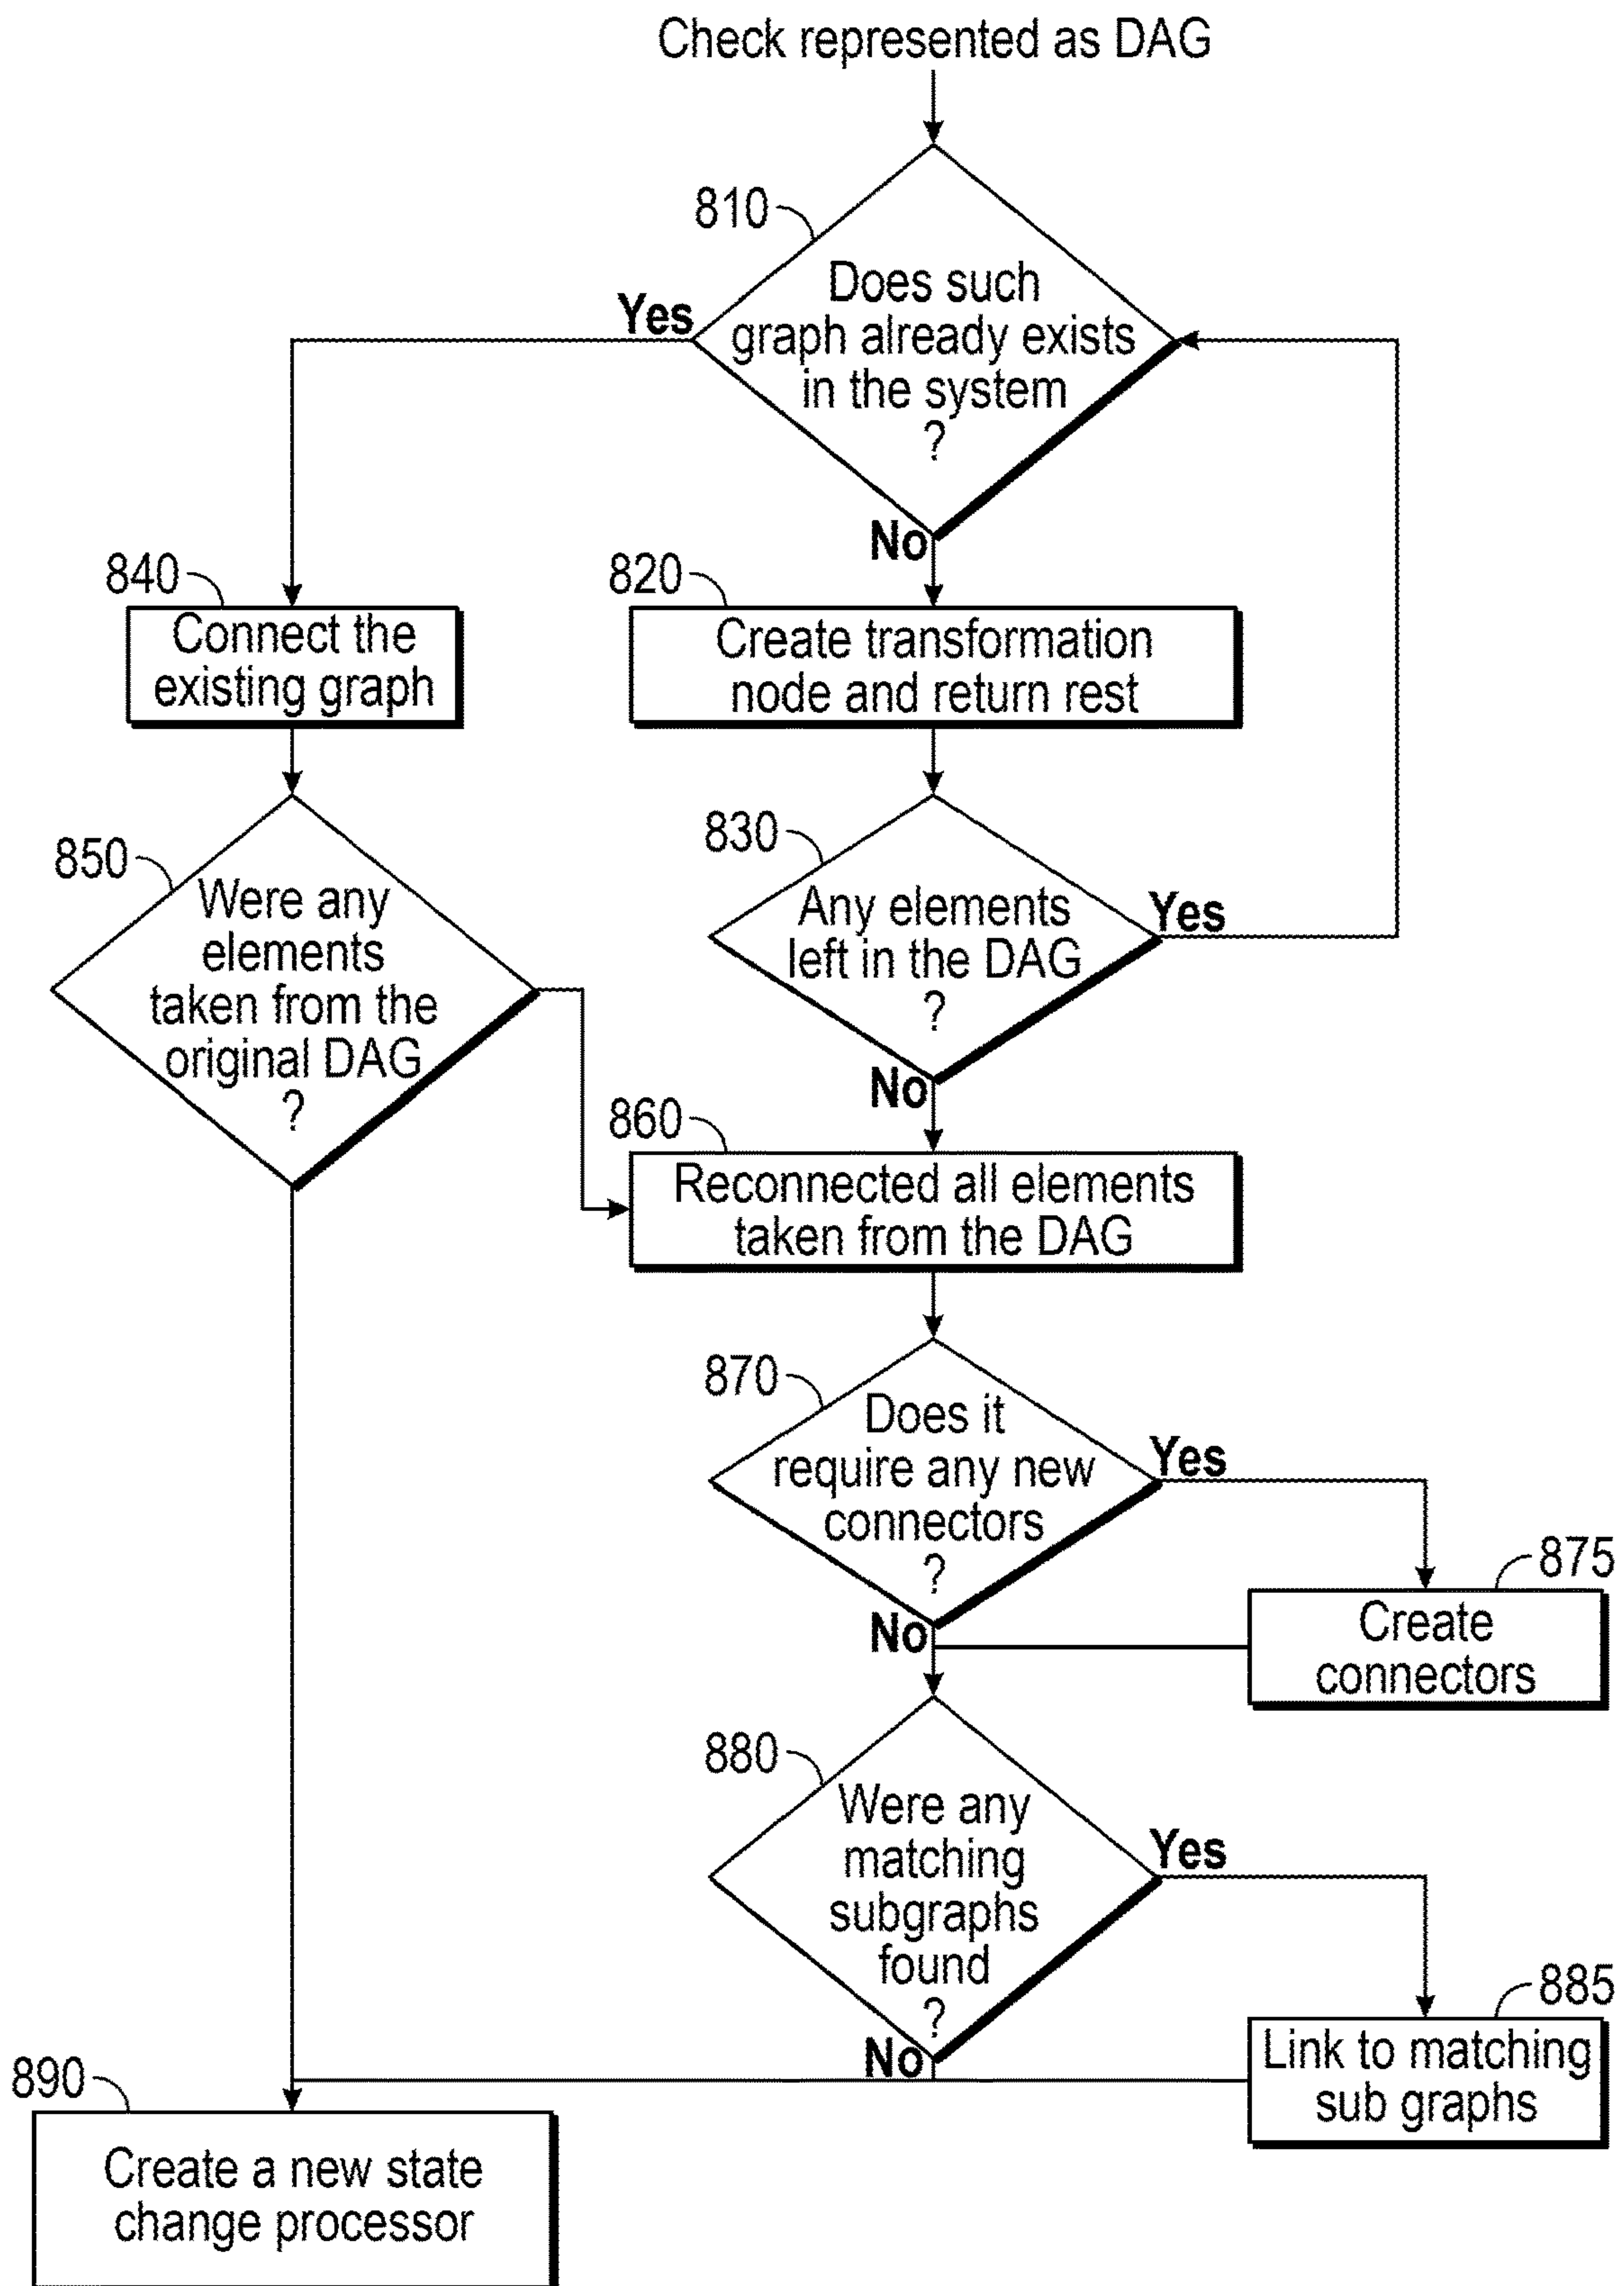 Check represented as DAG
810
Does such
graph already exists
in the system
?
Yes
No
840
Connect the
existing graph
820
Create transformation
node and return rest
850
Were any
elements
taken from the
original DAG
?
830
Any elements
left in the DAG
?
Yes
No
860
Reconnected all elements
taken from the DAG
870
Does it
require any new
connectors
?
Yes
No
875
Create
connectors
880
Were any
matching
subgraphs
found
?
Yes
No
885
Link to matching
sub graphs
890
Create a new state
change processor